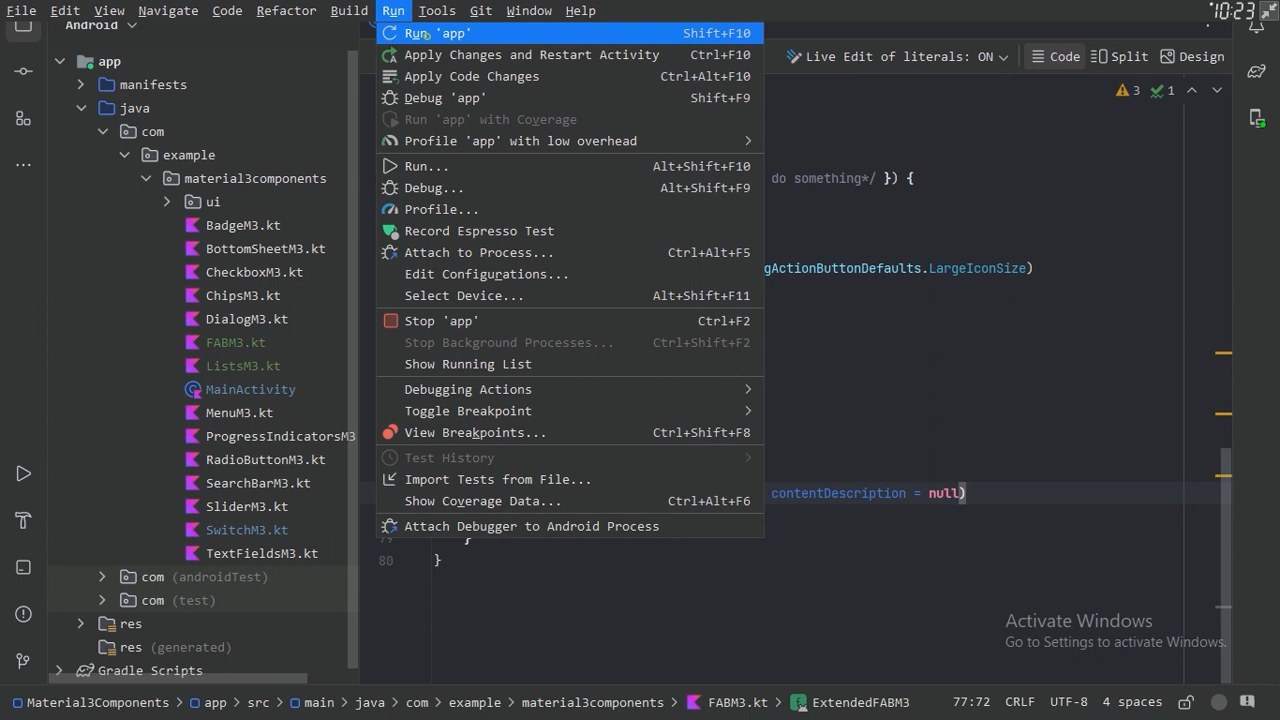 File Edit View Navigate Code Refactor Build Run Tools Git Window Help
10:23
Android
app
manifests
java
com
example
material3components
ui
BadgeM3.kt
BottomSheetM3.kt
CheckboxM3.kt
ChipsM3.kt
DialogM3.kt
FABM3.kt
ListsM3.kt
MainActivity
MenuM3.kt
ProgressIndicatorsM3
RadioButtonM3.kt
SearchBarM3.kt
SliderM3.kt
SwitchM3.kt
TextFieldsM3.kt
com (androidTest)
com (test)
res
res (generated)
Gradle Scripts
Run 'app' Shift+F10
Apply Changes and Restart Activity Ctrl+F10
Apply Code Changes Ctrl+Alt+F10
Debug 'app' Shift+F9
Run 'app' with Coverage
Profile 'app' with low overhead
Run... Alt+Shift+F10
Debug... Alt+Shift+F9
Profile...
Record Espresso Test
Attach to Process... Ctrl+Alt+F5
Edit Configurations...
Select Device... Alt+Shift+F11
Stop 'app' Ctrl+F2
Stop Background Processes... Ctrl+Shift+F2
Show Running List
Debugging Actions
Toggle Breakpoint
View Breakpoints... Ctrl+Shift+F8
Test History
Import Tests from File...
Show Coverage Data... Ctrl+Alt+F6
Attach Debugger to Android Process
Live Edit of literals: ON Code Split Design
3 1
do something*/ }) {
gActionButtonDefaults.LargeIconSize)
contentDescription = null)
79 }
80 }
Activate Windows
Go to Settings to activate Windows.
Material3Components > app > src > main > java > com > example > material3components > FABM3.kt > ExtendedFABM3 77:72 CRLF UTF-8 4 spaces